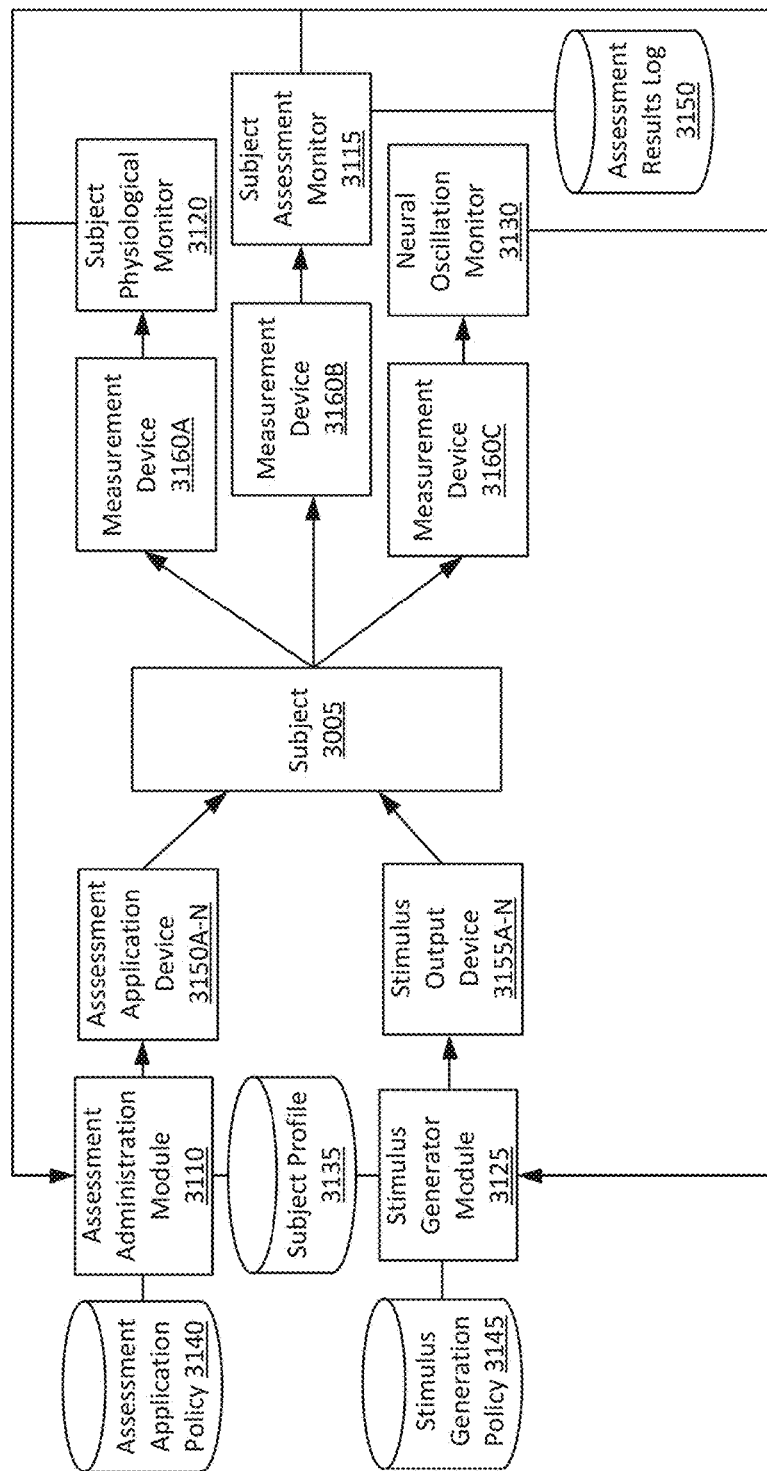 Assessment
Application
Policy 3140
Assessment
Administration
Module
3110
Asssessment
Application
Device
3150A-N
Subject Profile
3135
Stimulus
Generation
Policy 3145
Stimulus
Generator
Module
3125
Stimulus
Output
Device
3155A-N
Subject
3005
Measurement
Device
3160A
Subject
Physiological
Monitor
3120
Measurement
Device
3160B
Subject
Assessment
Monitor
3115
Measurement
Device
3160C
Neural
Oscillation
Monitor
3130
Assessment
Results Log
3150